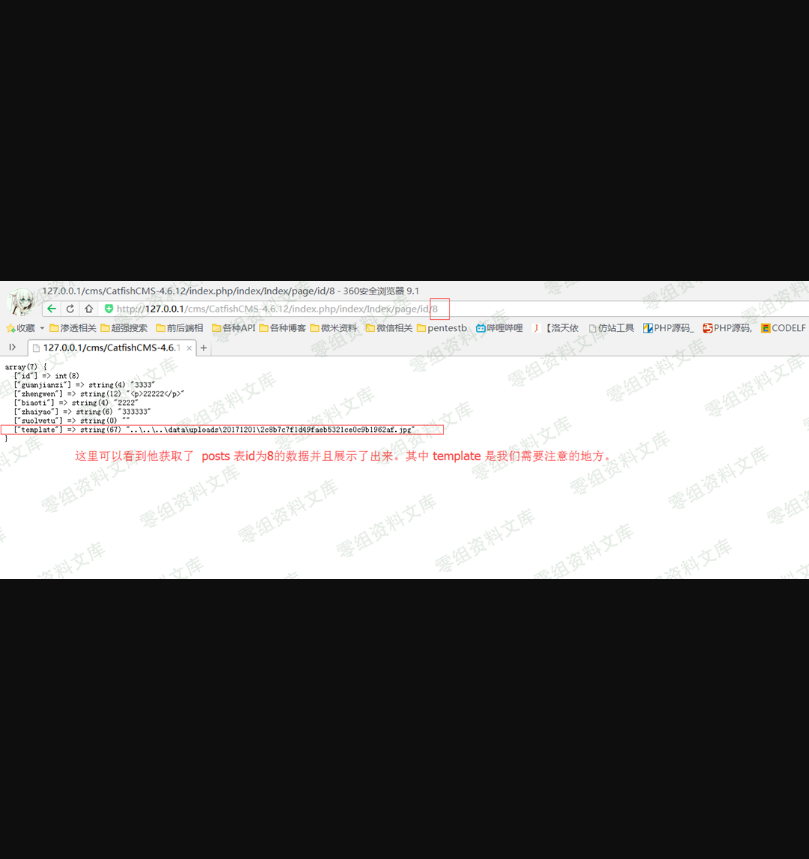 127.0.0.1/cms/CatfishCMS-4.6.12/index.php/index/Index/page/id/8 - 360安全浏览器 9.1
http://127.0.0.1/cms/CatfishCMS-4.6.12/index.php/index/Index/page/id/8
收藏 渗透相关 超强搜索 前后端相 各种API 各种博客 微米资料 微信相关 pentestb 哔哩哔哩 【洛天依 仿站工具 PHP源码_ PHP源码, CODELF
127.0.0.1/cms/CatfishCMS-4.6.1 × +
array(7) {
["id"] => int(8)
["guanjianzi"] => string(4) "3333"
["zhengwen"] => string(12) "<p>22222</p>"
["biaoti"] => string(4) "2222"
["zhaiyao"] => string(6) "333333"
["suolvetu"] => string(0) ""
["template"] => string(67) "..\..\..\data\uploads\20171201\2c8b7c7f1d49faeb5321ce0c9b1962af.jpg"
}
这里可以看到他获取了 posts 表id为8的数据并且展示了出来。其中 template 是我们需要注意的地方。
零组资料文库